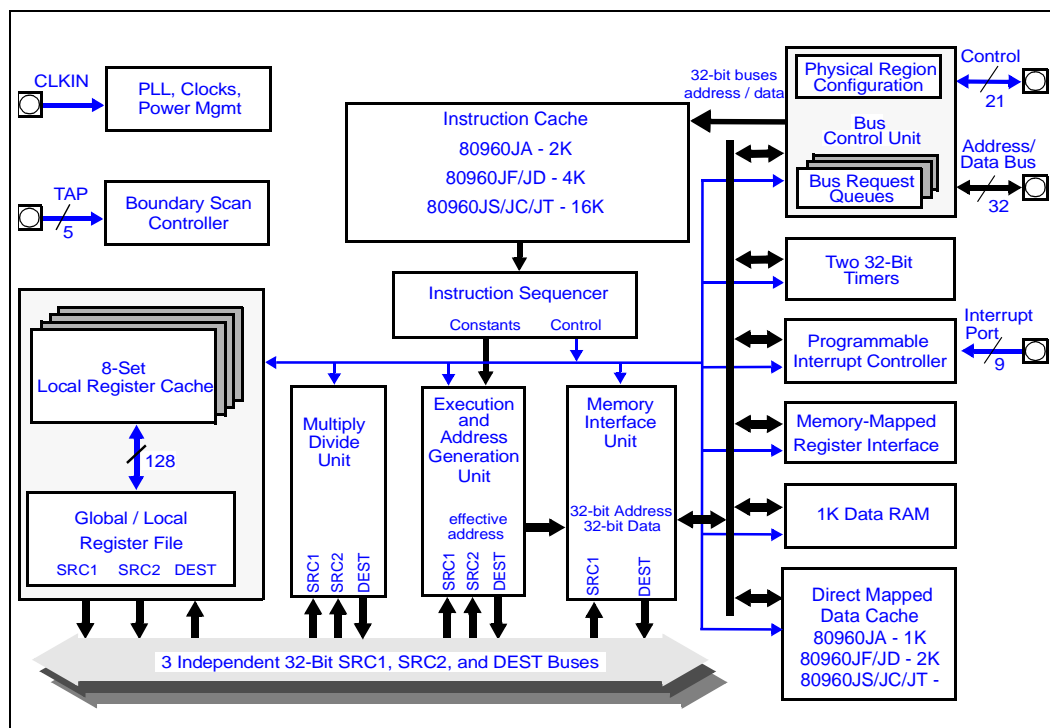 CLKIN
PLL, Clocks,
Power Mgmt
TAP
5
Boundary Scan
Controller
Instruction Cache
80960JA - 2K
80960JF/JD - 4K
80960JS/JC/JT - 16K
32-bit buses
address / data
Physical Region
Configuration
Bus
Control Unit
Bus Request
Queues
Control
21
Address/
Data Bus
32
Instruction Sequencer
Constants
Control
Two 32-Bit
Timers
Programmable
Interrupt Controller
Interrupt
Port
9
8-Set
Local Register Cache
128
Global / Local
Register File
SRC1
SRC2
DEST
Multiply
Divide
Unit
SRC1
SRC2
DEST
Execution
and
Address
Generation
Unit
effective
address
SRC1
SRC2
DEST
Memory
Interface
Unit
32-bit Address
32-bit Data
SRC1
DEST
Memory-Mapped
Register Interface
1K Data RAM
Direct Mapped
Data Cache
80960JA - 1K
80960JF/JD - 2K
80960JS/JC/JT -
3 Independent 32-Bit SRC1, SRC2, and DEST Buses